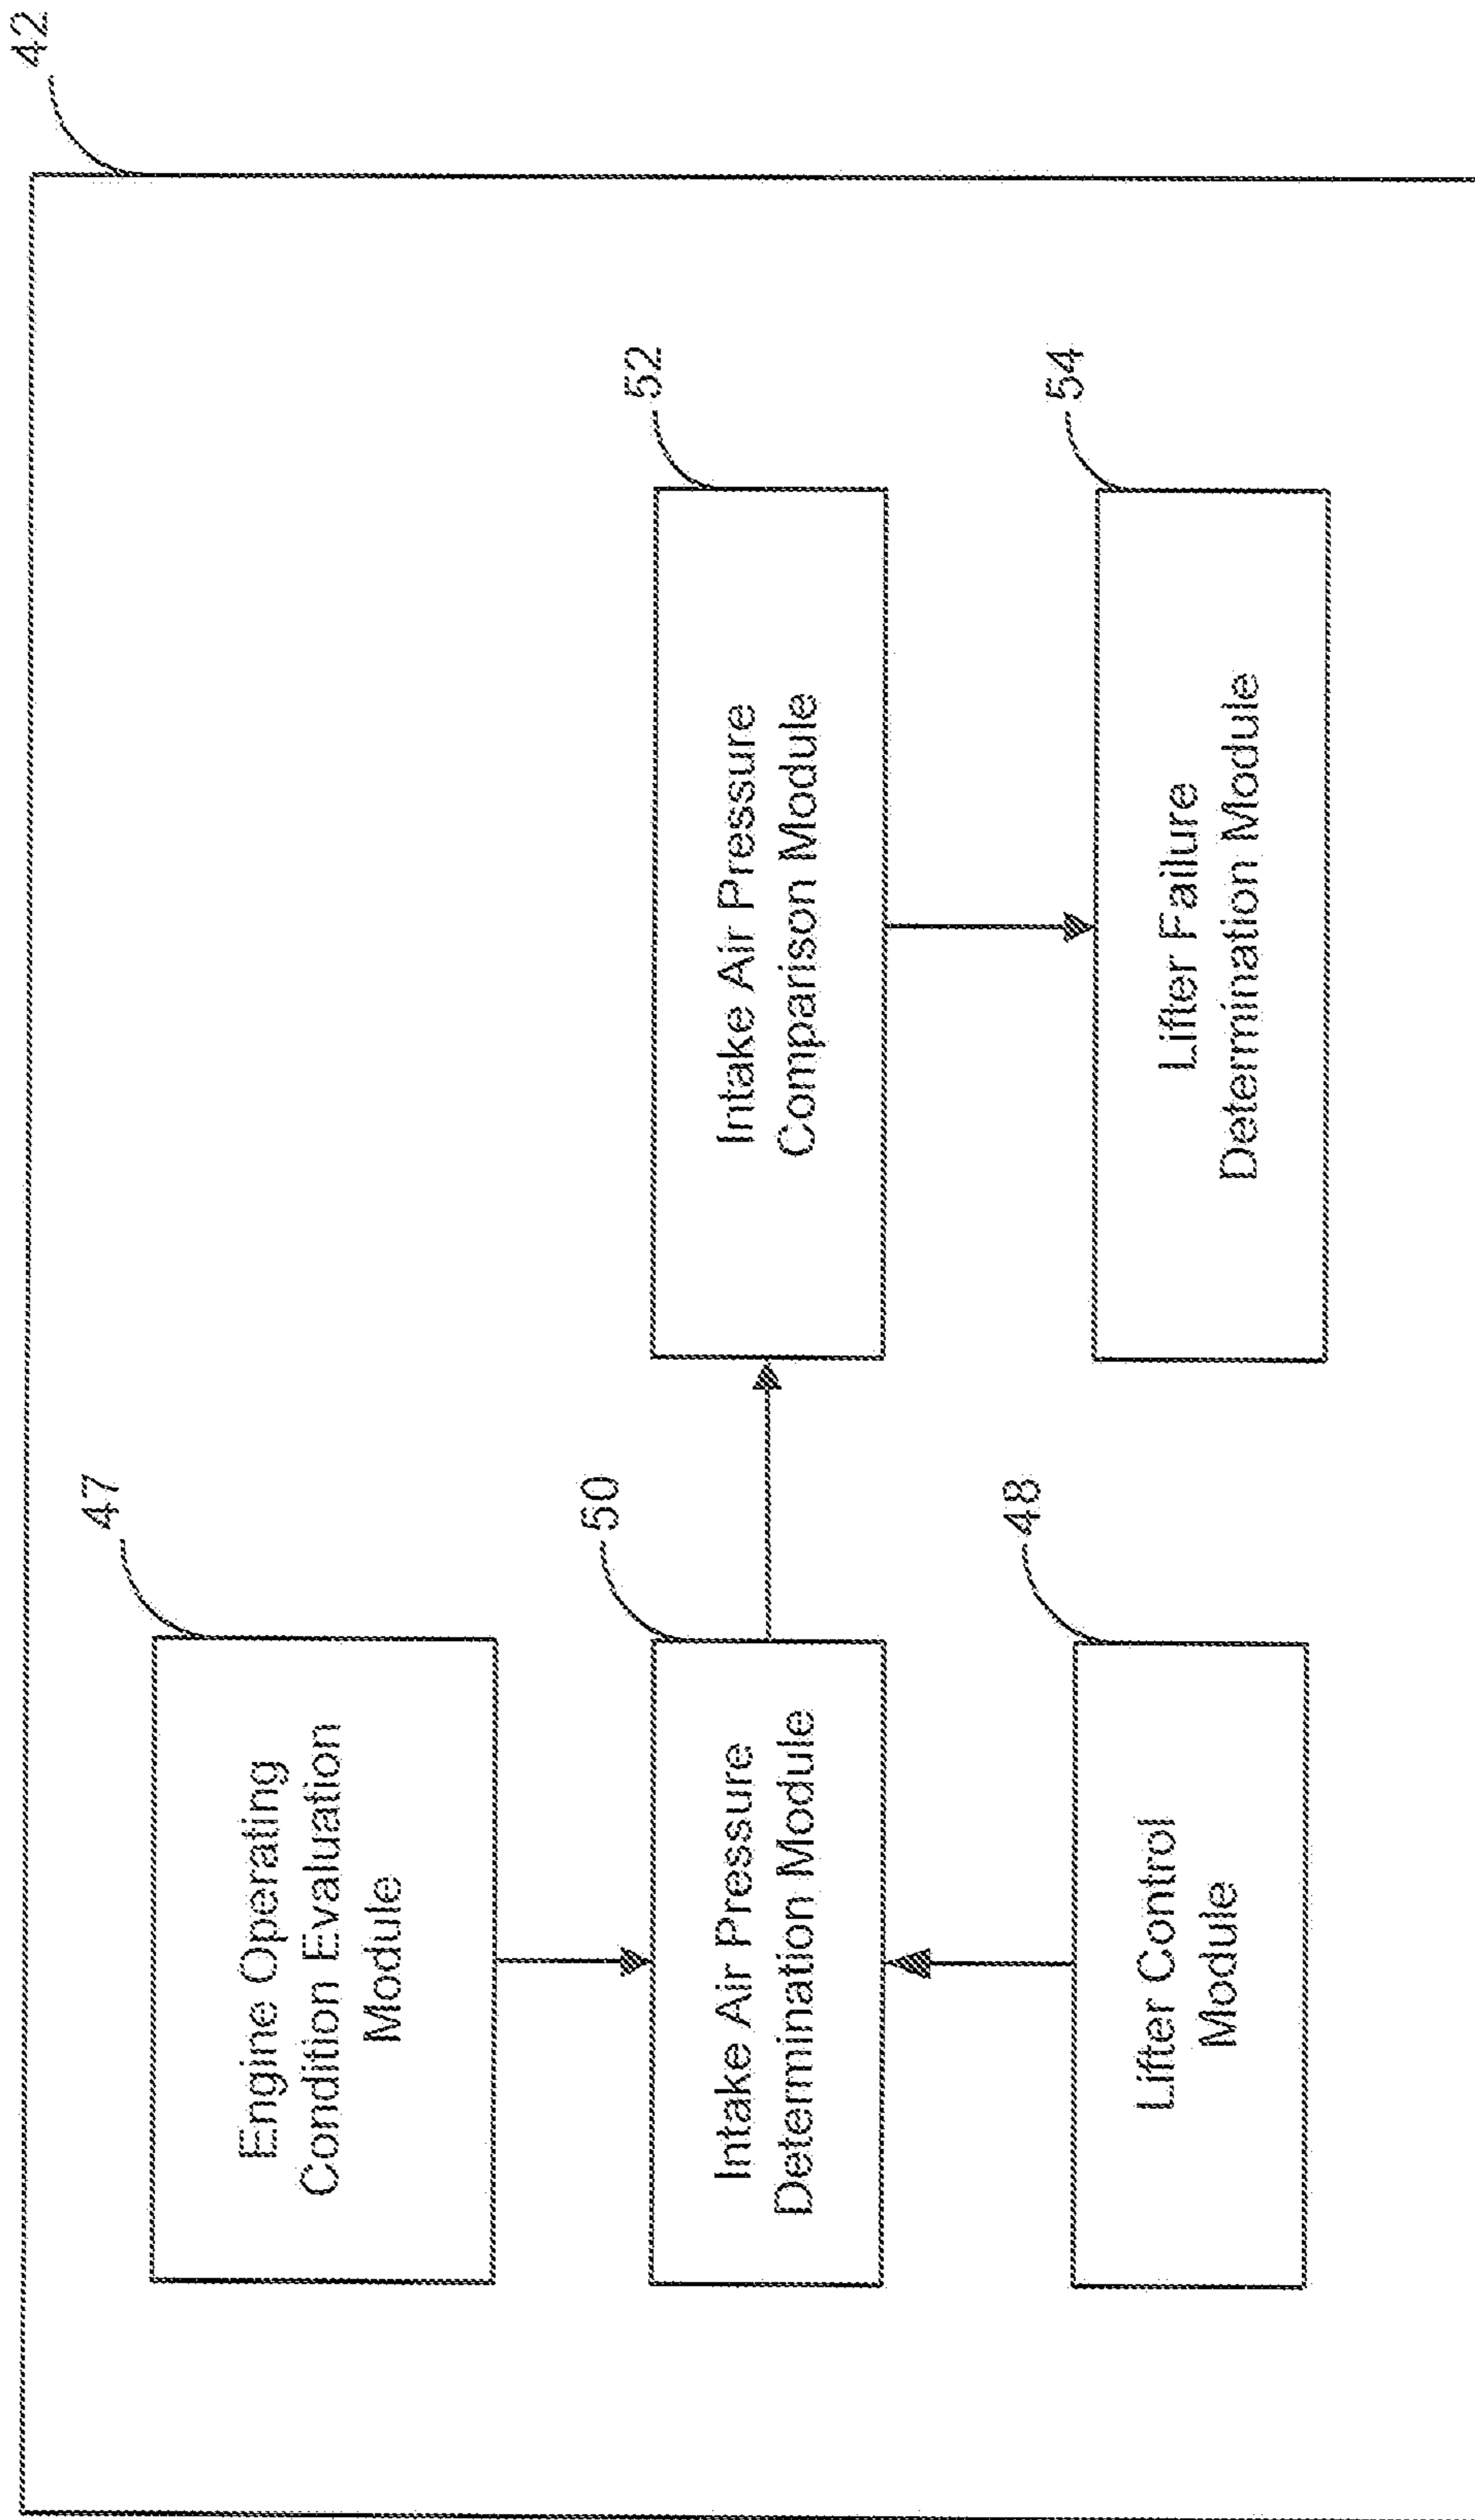 42
47
Engine Operating
Condition Evaluation
Module
50
Intake Air Pressure
Determination Module
48
Lifter Control
Module
52
Intake Air Pressure
Comparison Module
54
Lifter Failure
Determination Module